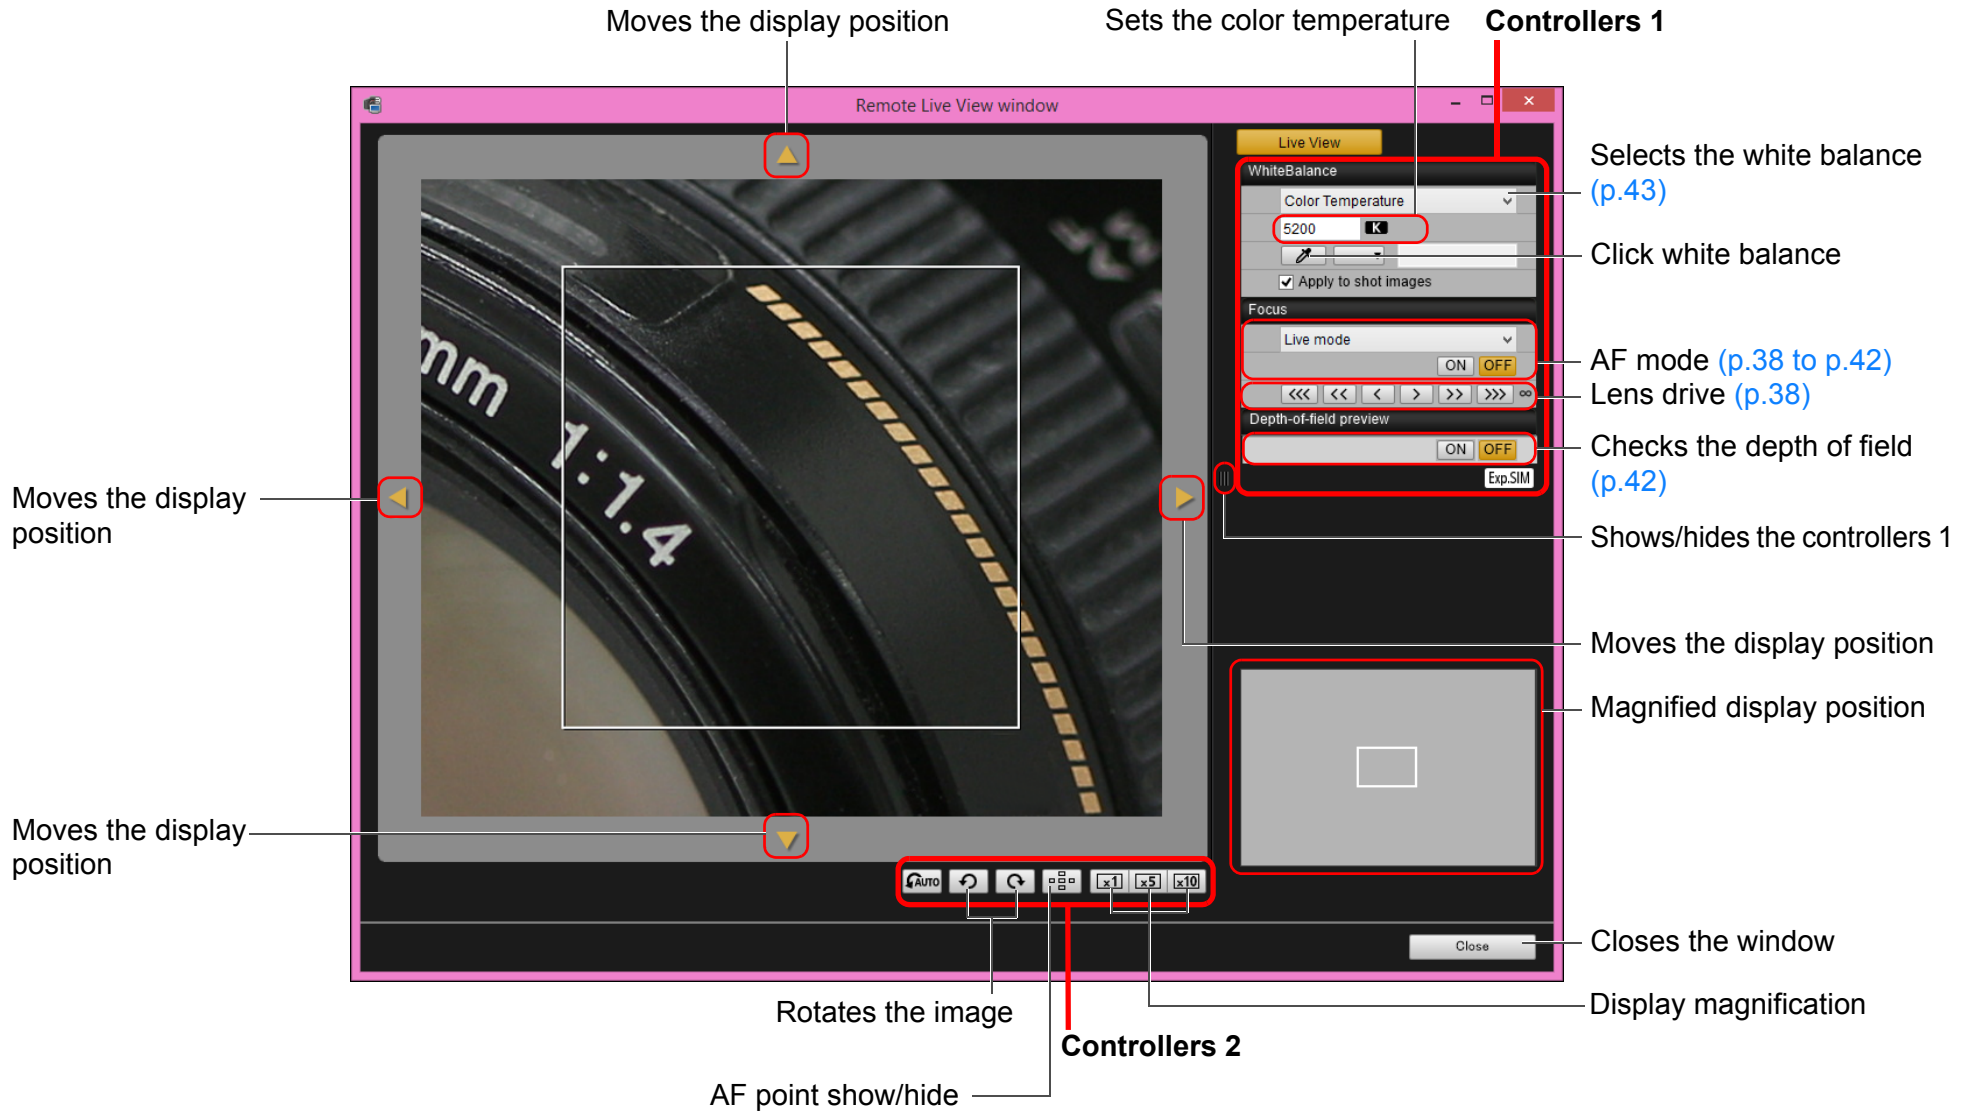 Moves the display position
Sets the color temperature
Controllers 1
Remote Live View window
Live View
WhiteBalance
Color Temperature
5200 K
Apply to shot images
Focus
Live mode
ON OFF
<<< << < > >> >>> ∞
Depth-of-field preview
ON OFF
Exp.SIM
Selects the white balance
(p.43)
Click white balance
AF mode (p.38 to p.42)
Lens drive (p.38)
Checks the depth of field
(p.42)
Shows/hides the controllers 1
Moves the display position
Magnified display position
Moves the display
position
Moves the display
position
mm 1:1.4
AUTO
x1 x5 x10
Close
Closes the window
Display magnification
Rotates the image
Controllers 2
AF point show/hide